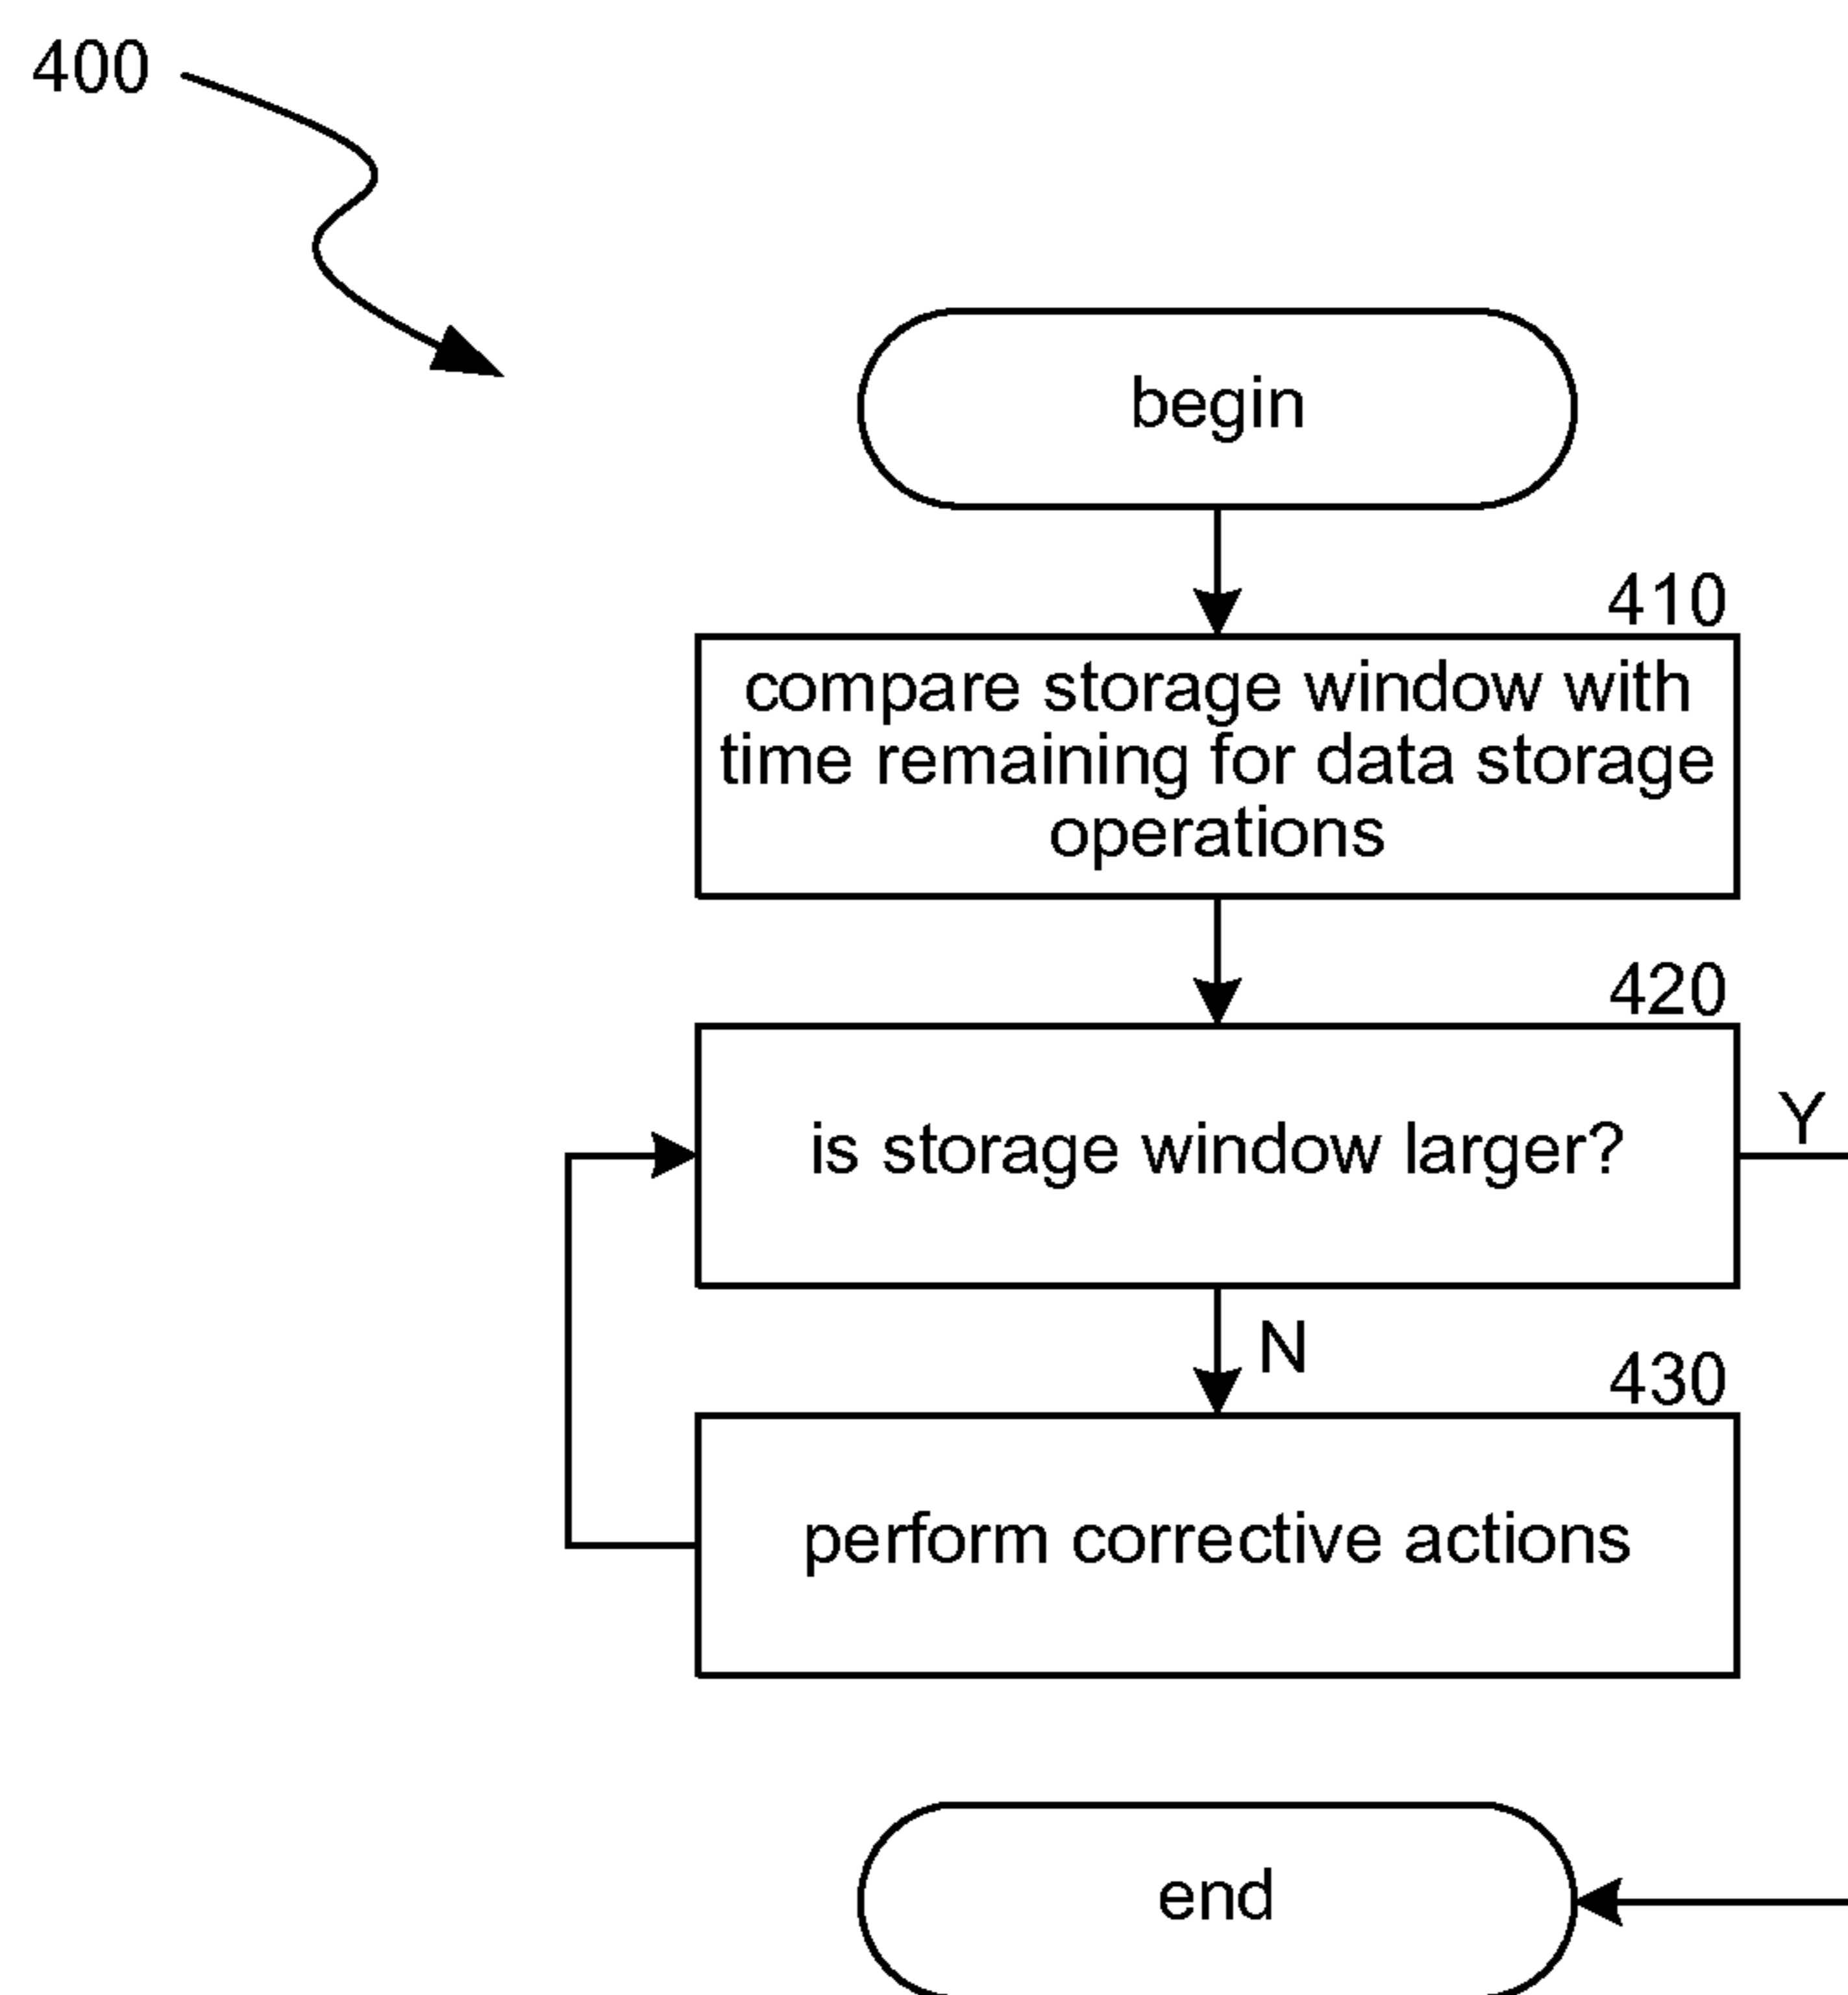 400
begin
410
compare storage window with
time remaining for data storage
operations
420
is storage window larger?
Y
N
430
perform corrective actions
end